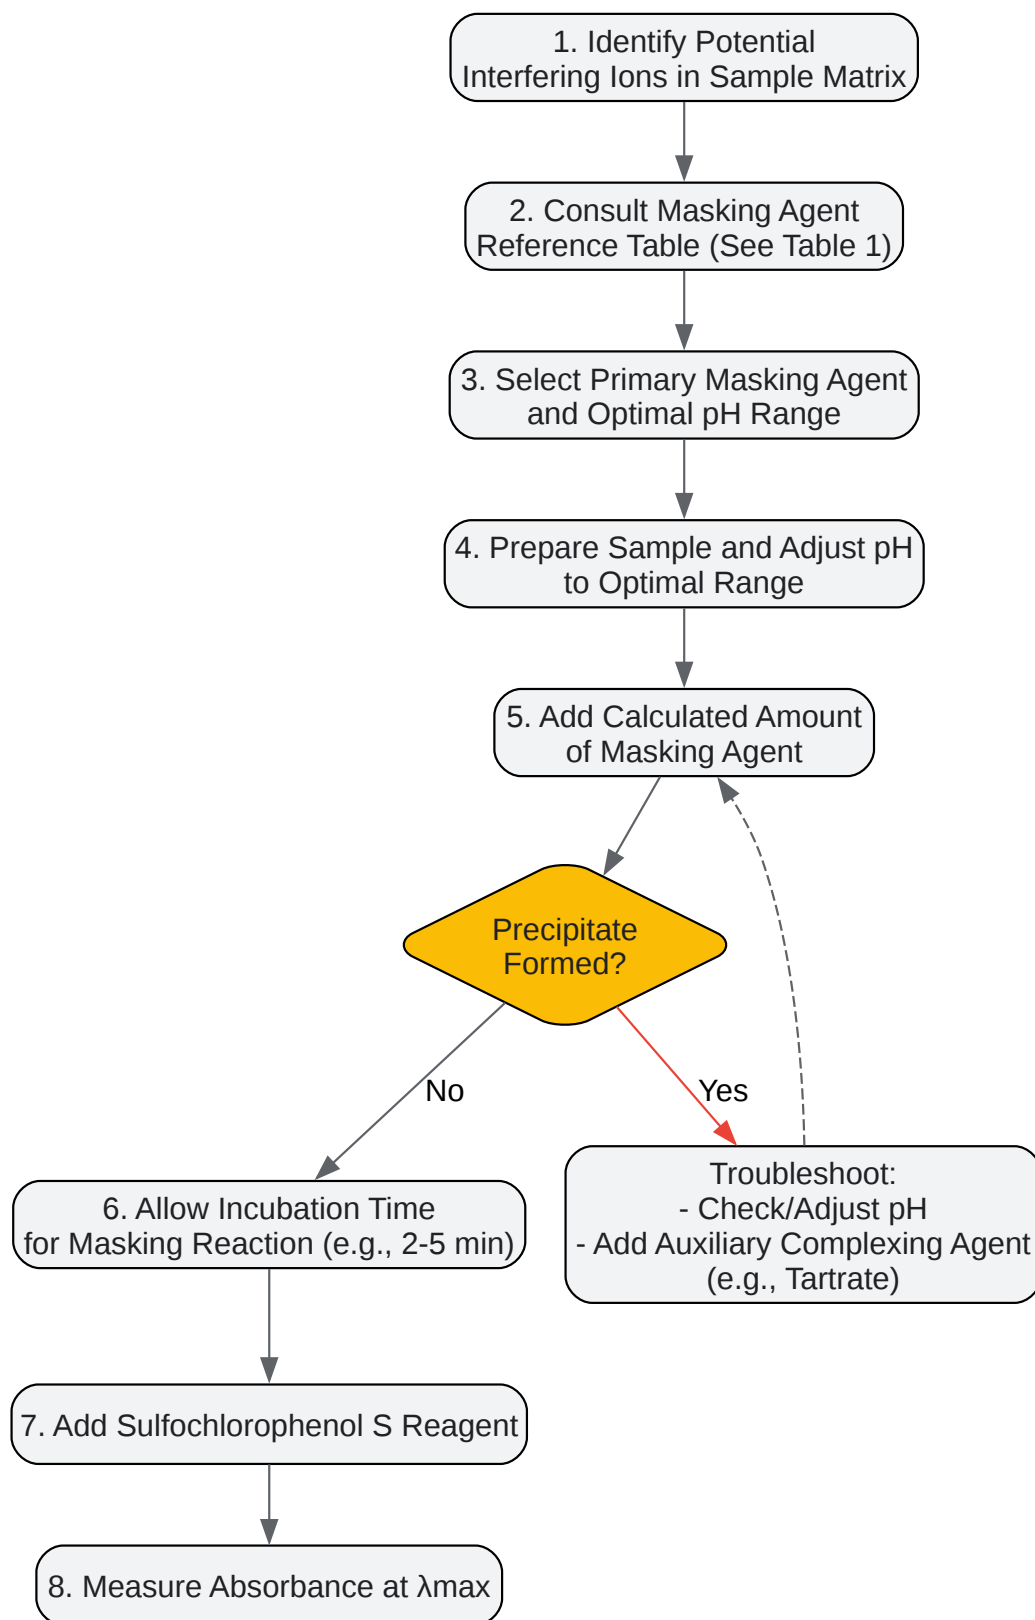 1. Identify Potential
Interfering Ions in Sample Matrix
2. Consult Masking Agent
Reference Table (See Table 1)
3. Select Primary Masking Agent
and Optimal pH Range
4. Prepare Sample and Adjust pH
to Optimal Range
5. Add Calculated Amount
of Masking Agent
Precipitate
Formed?
No
Yes
Troubleshoot:
- Check/Adjust pH
- Add Auxiliary Complexing Agent
(e.g., Tartrate)
6. Allow Incubation Time
for Masking Reaction (e.g., 2-5 min)
7. Add Sulfochlorophenol S Reagent
8. Measure Absorbance at λmax